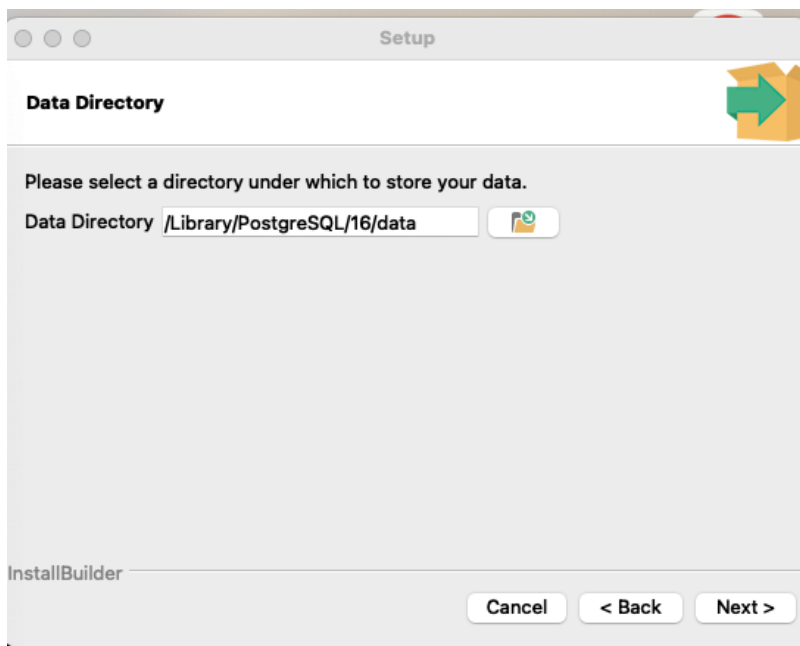 Setup
Data Directory
Please select a directory under which to store your data.
Data Directory /Library/PostgreSQL/16/data
InstallBuilder
Cancel < Back Next >